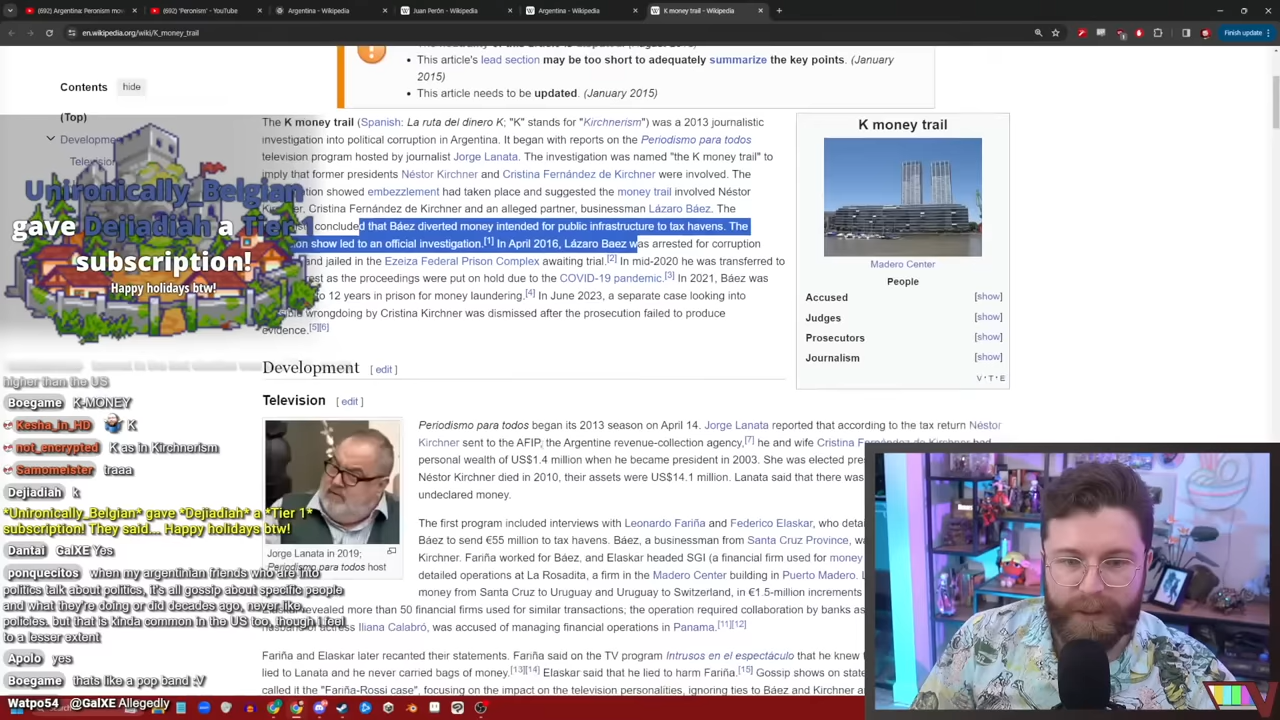 (692) Argentina: Peronism mo
(692) 'Peronism' - YouTube
Argentina - Wikipedia
Juan Perón - Wikipedia
Argentina - Wikipedia
K money trail - Wikipedia
en.wikipedia.org/wiki/K_money_trail
Finish update
Contents
hide
(Top)
Development
Television
This article's lead section may be too short to adequately summarize the key points. (January
2015)
This article needs to be updated. (January 2015)
The K money trail (Spanish: La ruta del dinero K; "K" stands for "Kirchnerism") was a 2013 journalistic
investigation into political corruption in Argentina. It began with reports on the Periodismo para todos
television program hosted by journalist Jorge Lanata. The investigation was named "the K money trail" to
imply that former presidents Néstor Kirchner and Cristina Fernández de Kirchner were involved. The
showed embezzlement had taken place and suggested the money trail involved Néstor
Cristina Fernández de Kirchner and an alleged partner, businessman Lázaro Báez. The
concluded that Báez diverted money intended for public infrastructure to tax havens. The
show led to an official investigation.[1] In April 2016, Lázaro Baez was arrested for corruption
and jailed in the Ezeiza Federal Prison Complex awaiting trial.[2] In mid-2020 he was transferred to
as the proceedings were put on hold due to the COVID-19 pandemic.[3] In 2021, Báez was
to 12 years in prison for money laundering.[4] In June 2023, a separate case looking into
wrongdoing by Cristina Kirchner was dismissed after the prosecution failed to produce
evidence.[5][6]
K money trail
Madero Center
People
Accused [show]
Judges [show]
Prosecutors [show]
Journalism [show]
V · T · E
Unironically_Belgian
gave Dejiadiah a Tier 1
subscription!
Happy holidays btw!
Development [ edit ]
Television [ edit ]
Jorge Lanata in 2019;
Periodismo para todos host
Periodismo para todos began its 2013 season on April 14. Jorge Lanata reported that according to the tax return Néstor
Kirchner sent to the AFIP, the Argentine revenue-collection agency,[7] he and wife Cristina Fernández de Kirchner had
personal wealth of US$1.4 million when he became president in 2003. She was elected pre
Néstor Kirchner died in 2010, their assets were US$14.1 million. Lanata said that there was
undeclared money.
The first program included interviews with Leonardo Fariña and Federico Elaskar, who deta
Báez to send €55 million to tax havens. Báez, a businessman from Santa Cruz Province,
Kirchner. Fariña worked for Báez, and Elaskar headed SGI (a financial firm used for money
detailed operations at La Rosadita, a firm in the Madero Center building in Puerto Madero.
money from Santa Cruz to Uruguay and Uruguay to Switzerland, in €1.5-million increments
revealed more than 50 financial firms used for similar transactions; the operation required collaboration by banks as
husband of actress Iliana Calabró, was accused of managing financial operations in Panama.[11][12]
Fariña and Elaskar later recanted their statements. Fariña said on the TV program Intrusos en el espectáculo that he knew
lied to Lanata and he never carried bags of money.[13][14] Elaskar said that he lied to harm Fariña.[15] Gossip shows on state
called it the "Fariña-Rossi case", focusing on the impact on the television personalities, ignoring ties to Báez and Kirchner a
higher than the US
Boegame K-MONEY
Kesha_In_HD K
not_encrypted K as in Kirchnerism
Samomeister traaa
Dejiadiah k
*Unironically_Belgian* gave *Dejiadiah* a *Tier 1*
subscription! They said... Happy holidays btw!
Dantai GalXE Yes
ponquecitos when my argentinian friends who are into
politics talk about politics, it's all gossip about specific people
and what they're doing or did decades ago, never like,
policies. but that is kinda common in the US too, though i feel
to a lesser extent
Apolo yes
Boegame thats like a pop band :V
Watpo54 @GalXE Allegedly